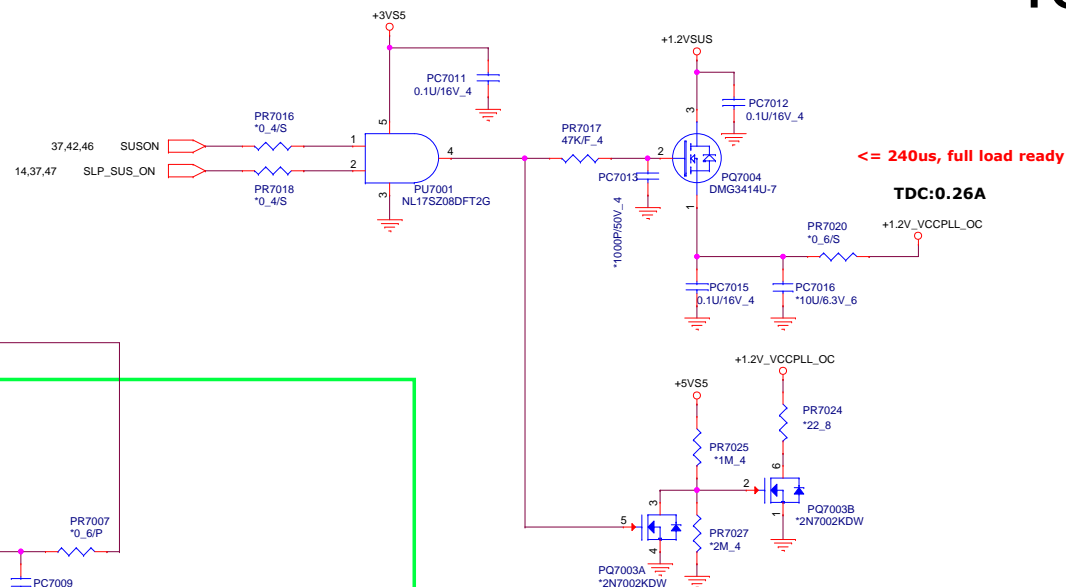 +3VS5
+1.2VSUS
PC7011
0.1U/16V_4
PC7012
0.1U/16V_4
PR7016
*0_4/S
37,42,46
SUSON
14,37,47
SLP_SUS_ON
PR7018
*0_4/S
5
1
2
4
3
PU7001
NL17SZ08DFT2G
PR7017
47K/F_4
PC7013
*1000P/50V_4
3
2
1
PQ7004
DMG3414U-7
<= 240us, full load ready
TDC:0.26A
PR7020
*0_6/S
+1.2V_VCCPLL_OC
PC7015
0.1U/16V_4
PC7016
*10U/6.3V_6
+1.2V_VCCPLL_OC
+5VS5
PR7024
*22_8
PR7025
*1M_4
6
2
1
PQ7003B
*2N7002KDW
3
5
4
PR7027
*2M_4
PQ7003A
*2N7002KDW
PR7007
*0_6/P
PC7009